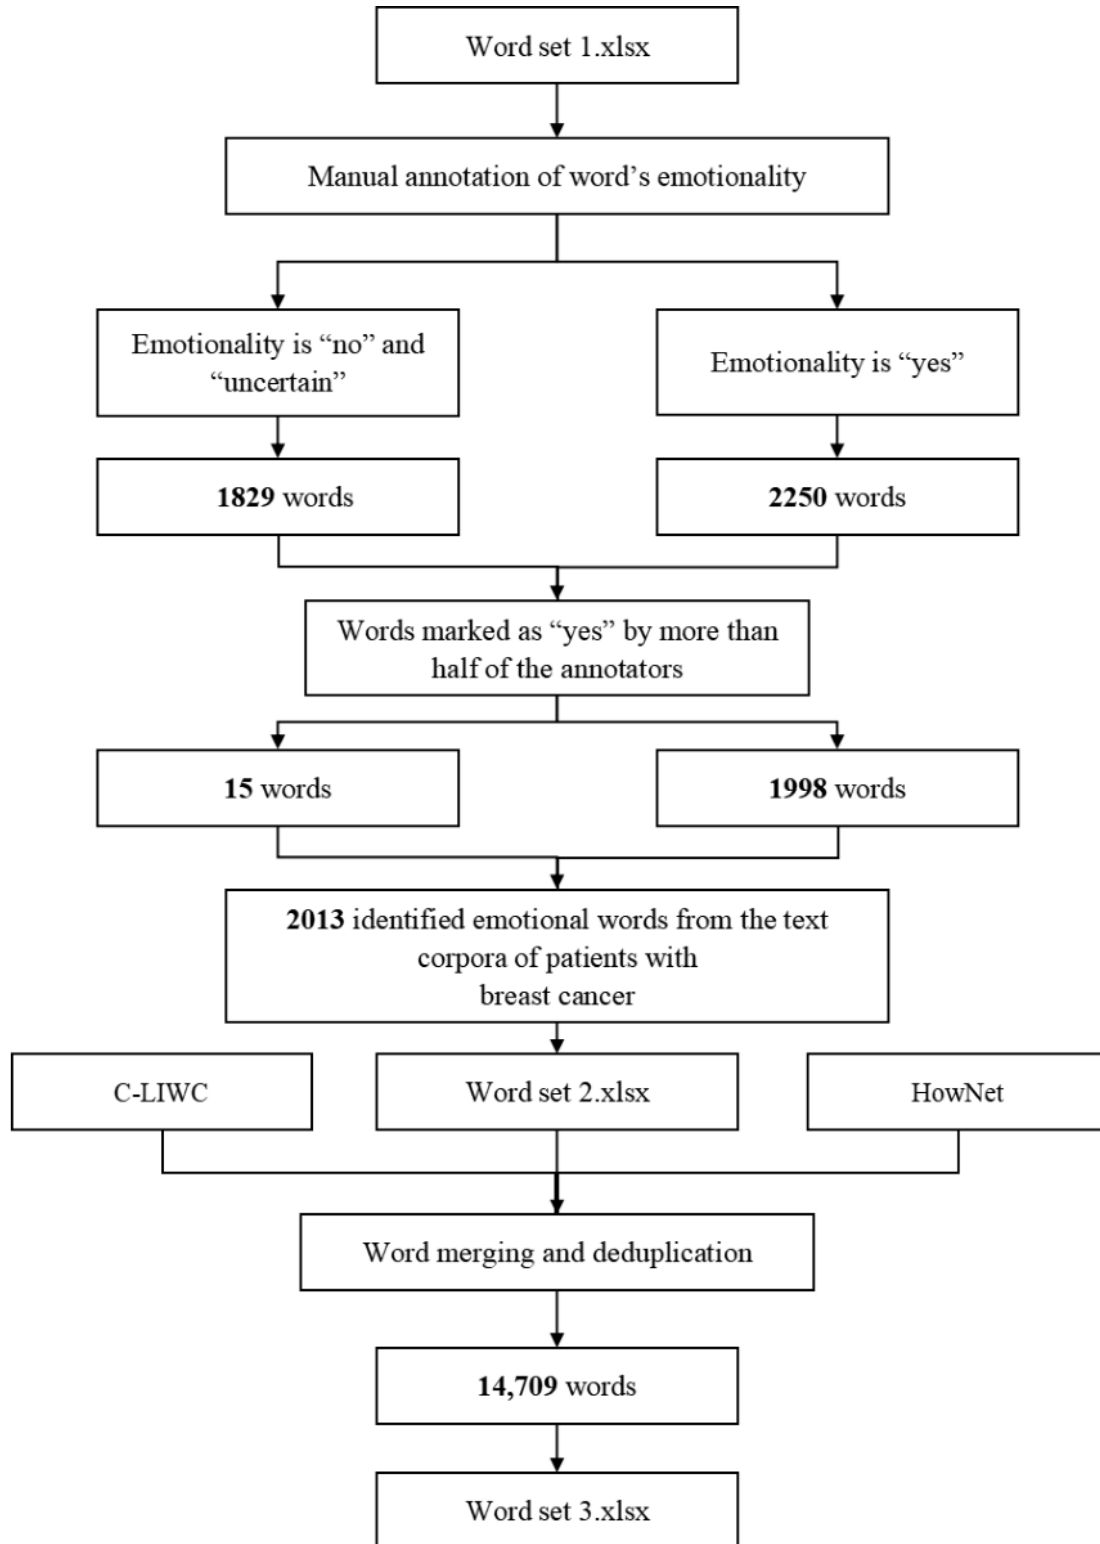 Word set 1.xlsx
Manual annotation of word’s emotionality
Emotionality is “no” and
“uncertain”
Emotionality is “yes”
1829 words
2250 words
Words marked as “yes” by more than
half of the annotators
15 words
1998 words
2013 identified emotional words from the text
corpora of patients with
breast cancer
C-LIWC
Word set 2.xlsx
HowNet
Word merging and deduplication
14,709 words
Word set 3.xlsx